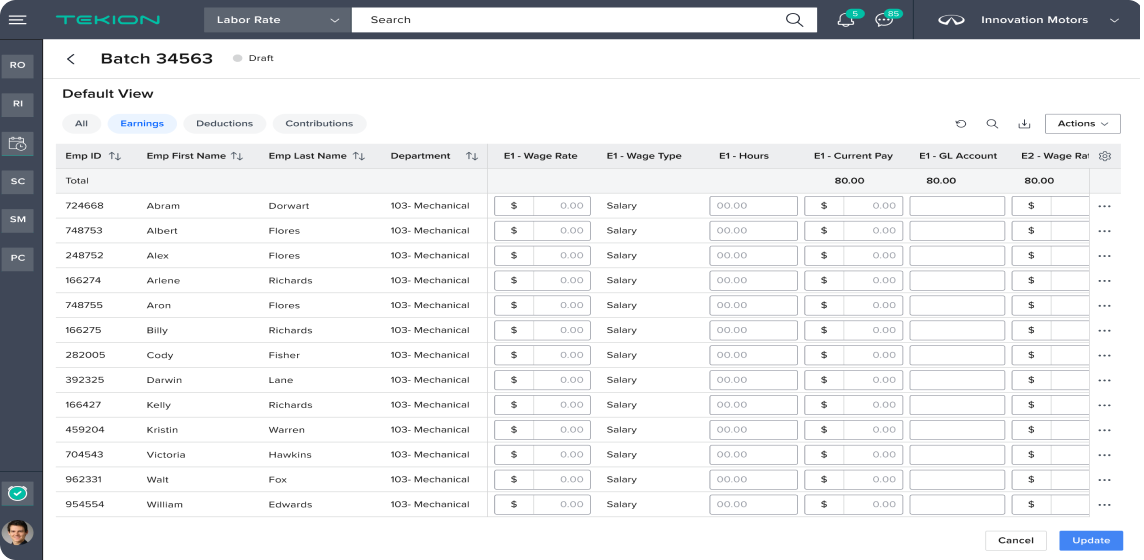 TEKION Labor Rate Search 5 85 Innovation Motors
RO
RI
SC
SM
PC
Batch 34563 Draft
Default View
All Earnings Deductions Contributions Actions
Emp ID Emp First Name Emp Last Name Department E1 - Wage Rate E1 - Wage Type E1 - Hours E1 - Current Pay E1 - GL Account E2 - Wage Rat
Total 80.00 80.00 80.00
724668 Abram Dorwart 103- Mechanical $ 0.00 Salary 00.00 $ 0.00 $
748753 Albert Flores 103- Mechanical $ 0.00 Salary 00.00 $ 0.00 $
248752 Alex Flores 103- Mechanical $ 0.00 Salary 00.00 $ 0.00 $
166274 Arlene Richards 103- Mechanical $ 0.00 Salary 00.00 $ 0.00 $
748755 Aron Flores 103- Mechanical $ 0.00 Salary 00.00 $ 0.00 $
166275 Billy Richards 103- Mechanical $ 0.00 Salary 00.00 $ 0.00 $
282005 Cody Fisher 103- Mechanical $ 0.00 Salary 00.00 $ 0.00 $
392325 Darwin Lane 103- Mechanical $ 0.00 Salary 00.00 $ 0.00 $
166427 Kelly Richards 103- Mechanical $ 0.00 Salary 00.00 $ 0.00 $
459204 Kristin Warren 103- Mechanical $ 0.00 Salary 00.00 $ 0.00 $
704543 Victoria Hawkins 103- Mechanical $ 0.00 Salary 00.00 $ 0.00 $
962331 Walt Fox 103- Mechanical $ 0.00 Salary 00.00 $ 0.00 $
954554 William Edwards 103- Mechanical $ 0.00 Salary 00.00 $ 0.00 $
Cancel Update